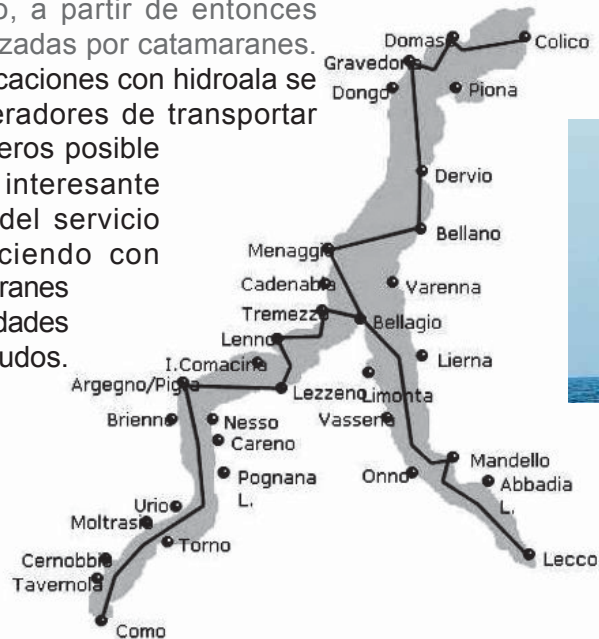 o, a partir de entonces
zadas por catamaranes.
caciones con hidroala se
eradores de transportar
eros posible
interesante
del servicio
ciendo con
ranes
dades
udos.
Domaso
Colico
Gravedona
Dongo
Piona
Dervio
Bellano
Menaggio
Cadenabbia
Varenna
Tremezzo
Bellagio
Lenno
I.Comacina
Lierna
Argegno/Pigra
Lezzeno
Limonta
Brienno
Nesso
Vassena
Careno
Mandello
Pognana
L.
Onno
Abbadia
L.
Urio
Moltrasio
Torno
Cernobbio
Lecco
Tavernola
Como